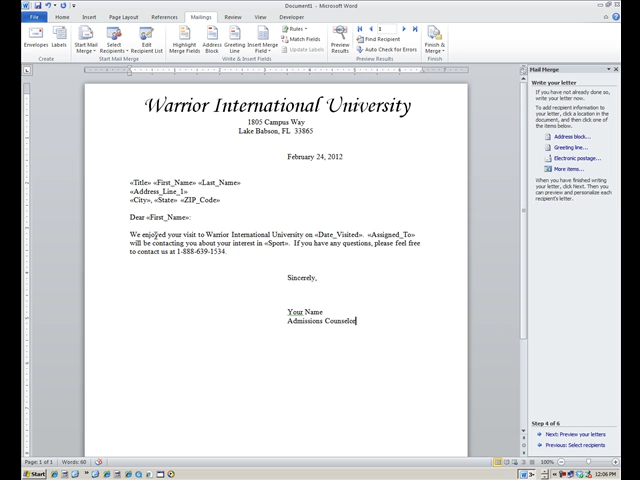 Document1 - Microsoft Word
File Home Insert Page Layout References Mailings Review View Developer
Envelopes Labels Start Mail Merge Select Recipients Edit Recipient List Highlight Merge Fields Address Block Greeting Line Insert Merge Field Rules Match Fields Update Labels Preview Results 1 Find Recipient Auto Check for Errors Finish & Merge
Create Start Mail Merge Write & Insert Fields Preview Results Finish
Warrior International University
1805 Campus Way
Lake Babson, FL 33865
February 24, 2012
«Title» «First_Name» «Last_Name»
«Address_Line_1»
«City», «State» «ZIP_Code»
Dear «First_Name»:
We enjoyed your visit to Warrior International University on «Date_Visited». «Assigned_To»
will be contacting you about your interest in «Sport». If you have any questions, please feel free
to contact us at 1-888-639-1534.
Sincerely,
Your Name
Admissions Counselor
Mail Merge
Write your letter
If you have not already done so,
write your letter now.
To add recipient information to
your letter, click a location in the
document, and then click one
of the items below.
Address block...
Greeting line...
Electronic postage...
More items...
When you have finished writing
your letter, click Next. Then you
can preview and personalize each
recipient's letter.
Step 4 of 6
Next: Preview your letters
Previous: Select recipients
Page: 1 of 1 Words: 60 100%
Start 12:06 PM